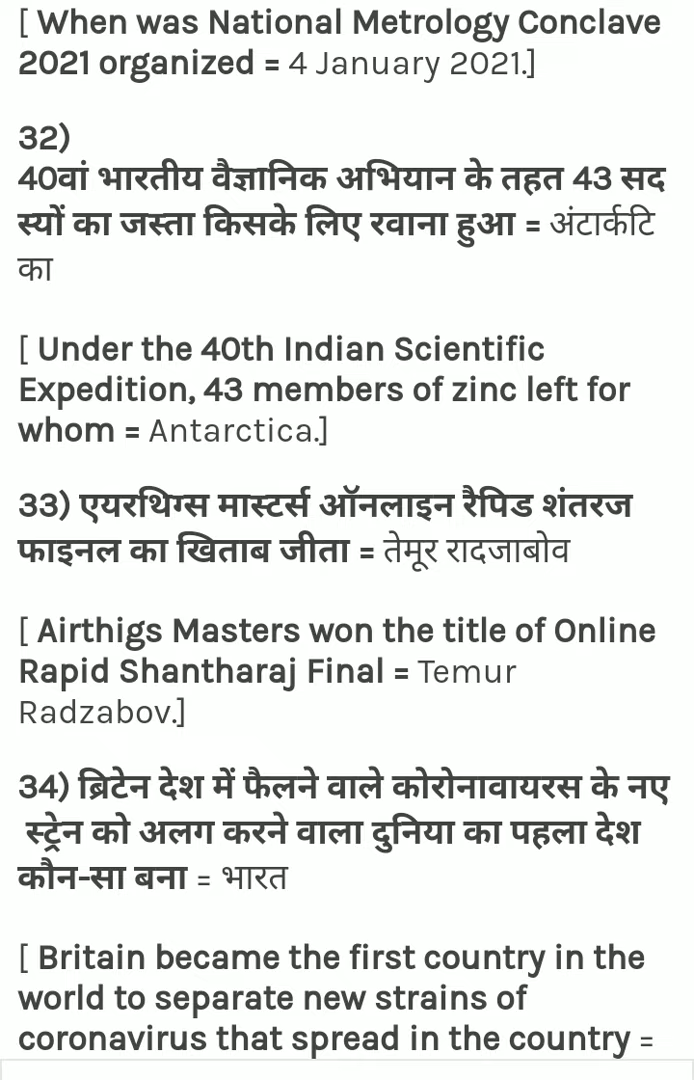 [ When was National Metrology Conclave
2021 organized = 4 January 2021.]
32)
40वां भारतीय वैज्ञानिक अभियान के तहत 43 सद
स्यों का जस्ता किसके लिए रवाना हुआ = अंटार्कटि
का
[ Under the 40th Indian Scientific
Expedition, 43 members of zinc left for
whom = Antarctica.]
33) एयरथिग्स मास्टर्स ऑनलाइन रैपिड शंतरज
फाइनल का खिताब जीता = तेमूर रादजाबोव
[ Airthigs Masters won the title of Online
Rapid Shantharaj Final = Temur
Radzabov.]
34) ब्रिटेन देश में फैलने वाले कोरोनावायरस के नए
स्ट्रेन को अलग करने वाला दुनिया का पहला देश
कौन-सा बना = भारत
[ Britain became the first country in the
world to separate new strains of
coronavirus that spread in the country =